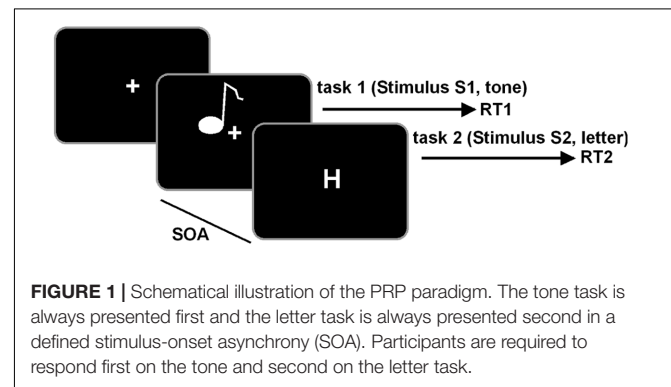 +
+
task 1 (Stimulus S1, tone)
RT1
task 2 (Stimulus S2, letter)
RT2
H
SOA
FIGURE 1 | Schematical illustration of the PRP paradigm. The tone task is
always presented first and the letter task is always presented second in a
defined stimulus-onset asynchrony (SOA). Participants are required to
respond first on the tone and second on the letter task.